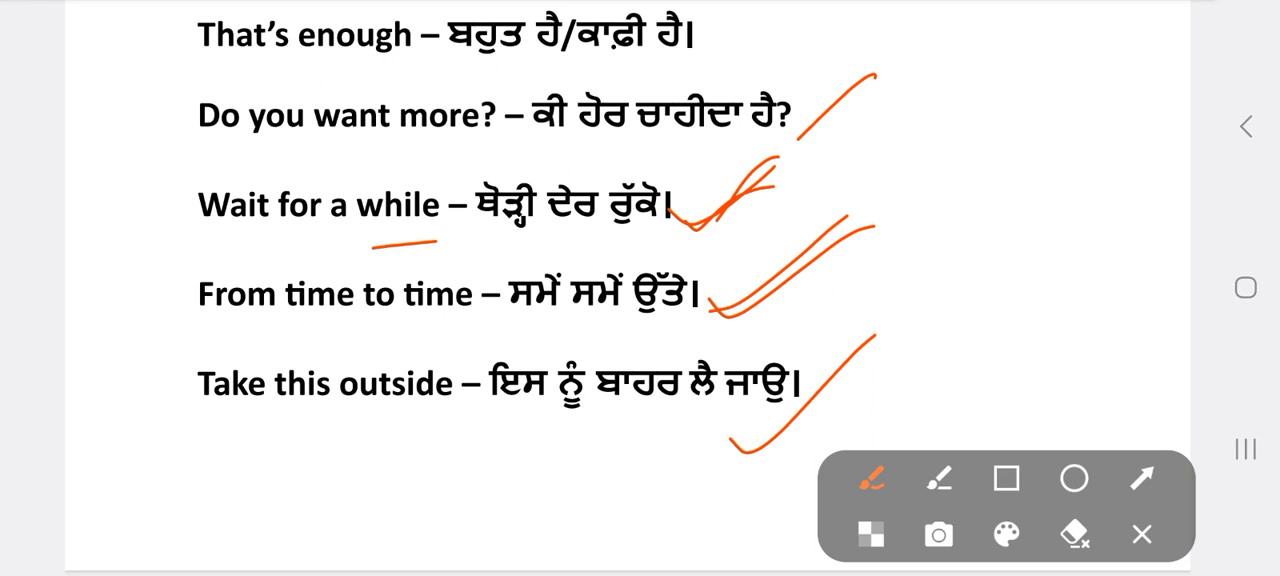 That’s enough – ਬਹੁਤ ਹੈ/ਕਾਫ਼ੀ ਹੈ।
Do you want more? – ਕੀ ਹੋਰ ਚਾਹੀਦਾ ਹੈ?
Wait for a while – ਥੋੜ੍ਹੀ ਦੇਰ ਰੁੱਕੋ।
From time to time – ਸਮੇਂ ਸਮੇਂ ਉੱਤੇ।
Take this outside – ਇਸ ਨੂੰ ਬਾਹਰ ਲੈ ਜਾਉ।